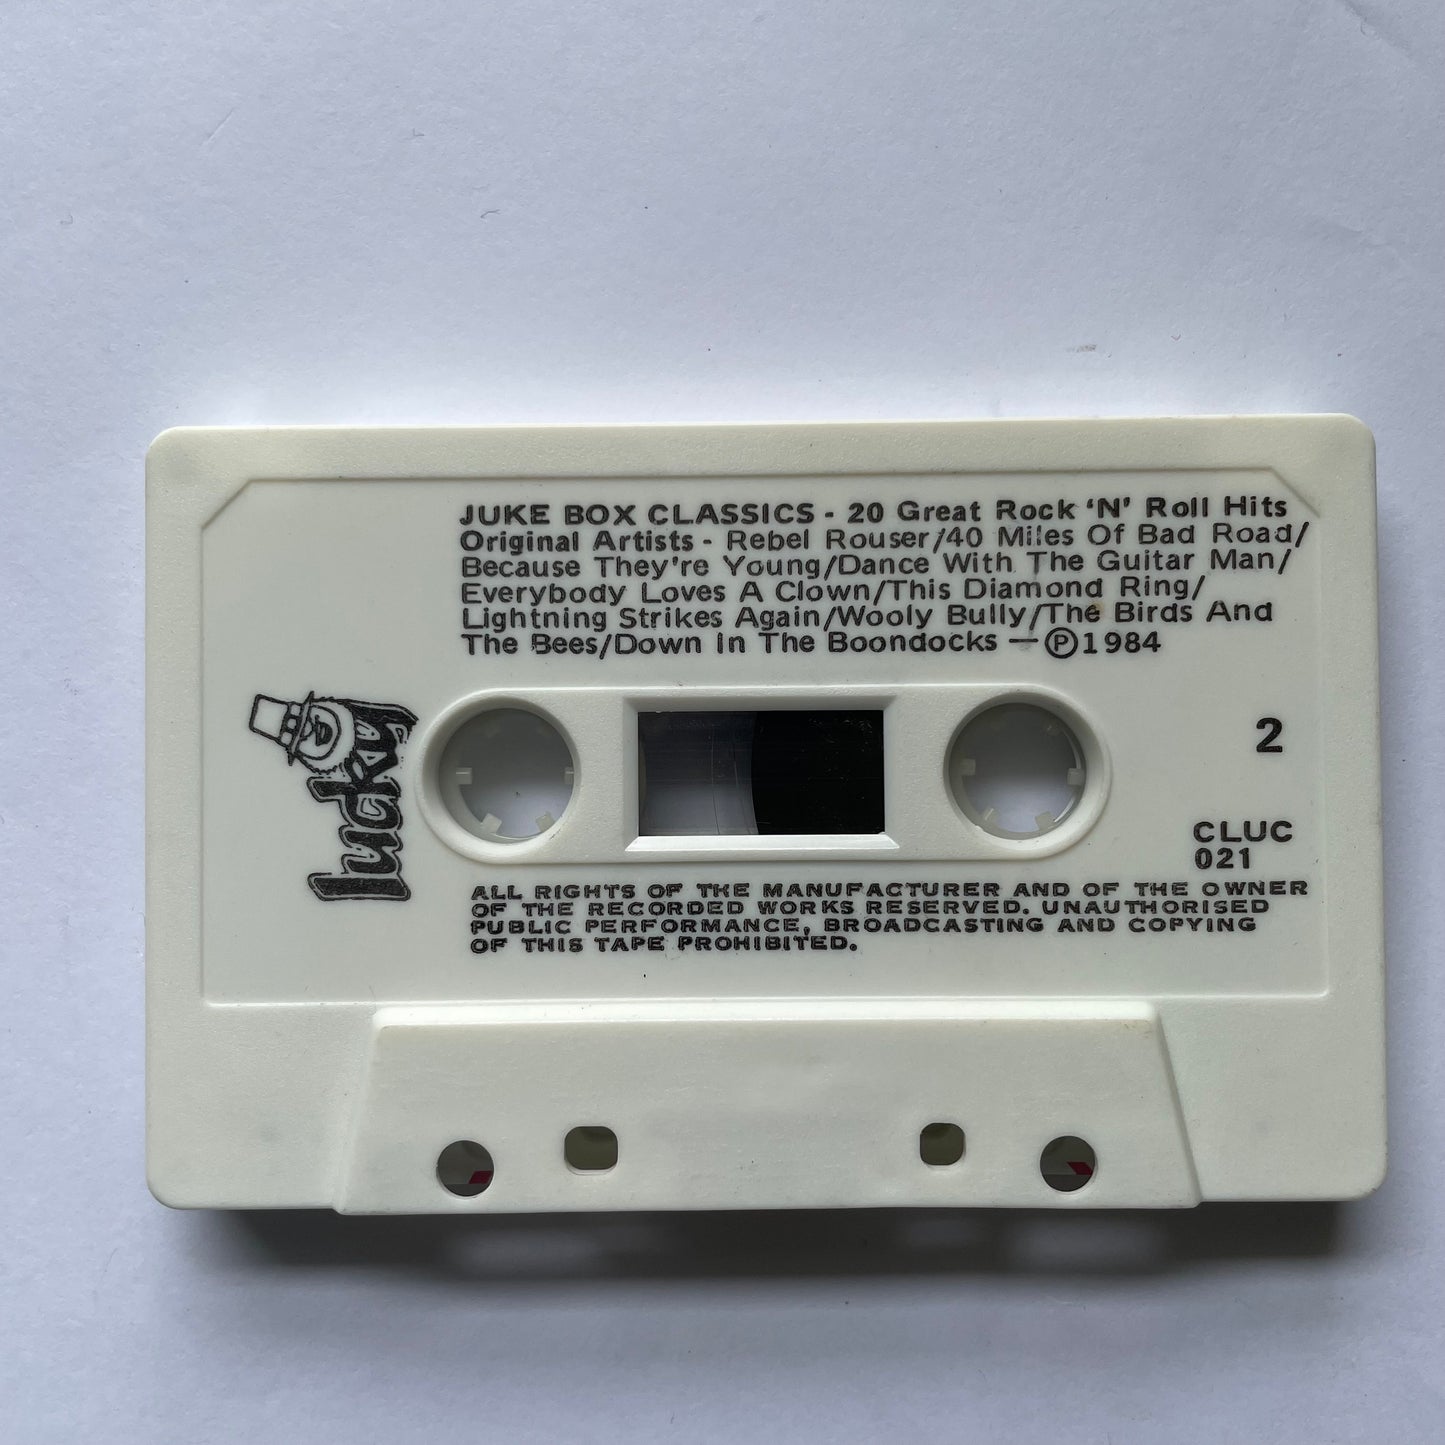 JUKE BOX CLASSICS - 20 Great Rock 'N' Roll Hits
Original Artists - Rebel Rouser/40 Miles Of Bad Road/
Because They're Young/Dance With The Guitar Man/
Everybody Loves A Clown/This Diamond Ring/
Lightning Strikes Again/Wooly Bully/The Birds And
The Bees/Down In The Boondocks — ℗1984
lucky
2
CLUC
021
ALL RIGHTS OF THE MANUFACTURER AND OF THE OWNER
OF THE RECORDED WORKS RESERVED. UNAUTHORISED
PUBLIC PERFORMANCE, BROADCASTING AND COPYING
OF THIS TAPE PROHIBITED.